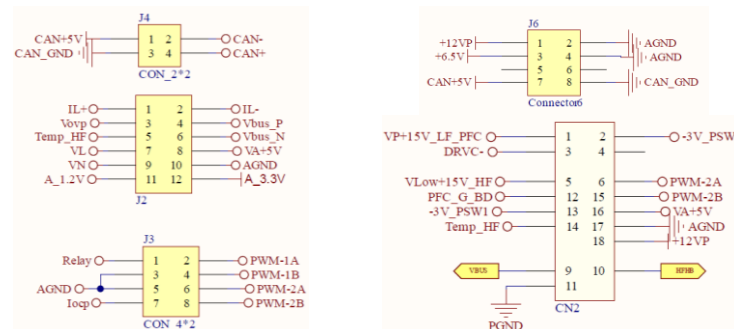 J4
CAN+5V 1 2 CAN-
CAN_GND 3 4 CAN+
CON_2*2
IL+ 1 2 IL-
Vovp 3 4 Vbus_P
Temp_HF 5 6 Vbus_N
VL 7 8 VA+5V
VN 9 10 AGND
A_1.2V 11 12 A_3.3V
J2
J3
Relay 1 2 PWM-1A
3 4 PWM-1B
AGND 5 6 PWM-2A
Iocp 7 8 PWM-2B
CON_4*2
J6
+12VP 1 2 AGND
+6.5V 3 4 AGND
5 6
CAN+5V 7 8 CAN_GND
Connector6
VP+15V_LF_PFC 1 2 -3V_PSW
DRVC- 3 4
VLow+15V_HF 5 6 PWM-2A
PFC_G_BD 12 15 PWM-2B
-3V_PSW1 13 16 VA+5V
Temp_HF 14 17 AGND
18 +12VP
VBUS 9 10 HFHB
11
PGND
CN2